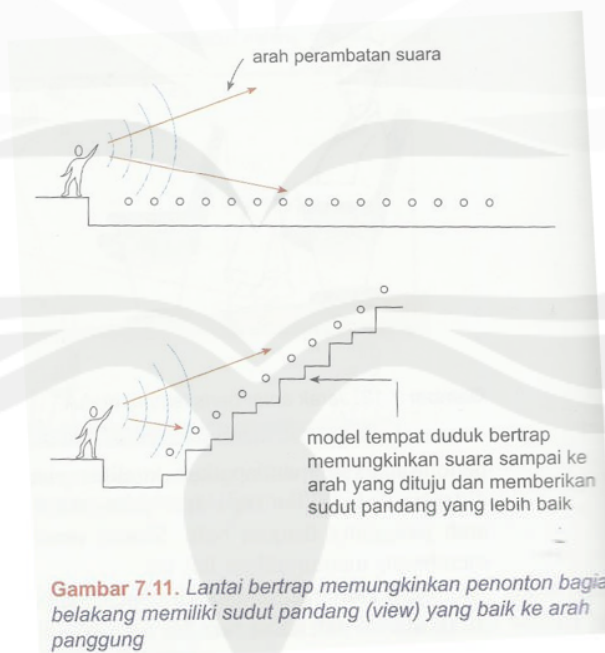 arah perambatan suara
model tempat duduk bertrap
memungkinkan suara sampai ke
arah yang dituju dan memberikan
sudut pandang yang lebih baik
Gambar 7.11. Lantai bertrap memungkinkan penonton bagia
belakang memiliki sudut pandang (view) yang baik ke arah
panggung